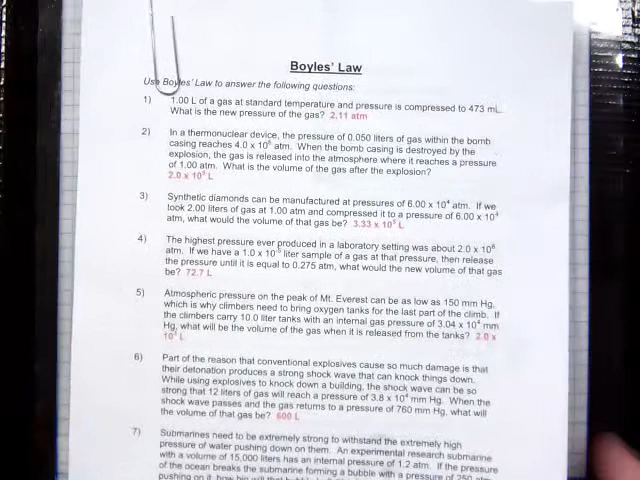 Boyles' Law
Use Boyles' Law to answer the following questions:
1) 1.00 L of a gas at standard temperature and pressure is compressed to 473 mL.
What is the new pressure of the gas? 2.11 atm
2) In a thermonuclear device, the pressure of 0.050 liters of gas within the bomb
casing reaches 4.0 x 10⁶ atm. When the bomb casing is destroyed by the
explosion, the gas is released into the atmosphere where it reaches a pressure
of 1.00 atm. What is the volume of the gas after the explosion?
2.0 x 10⁵ L
3) Synthetic diamonds can be manufactured at pressures of 6.00 x 10⁴ atm. If we
took 2.00 liters of gas at 1.00 atm and compressed it to a pressure of 6.00 x 10⁴
atm, what would the volume of that gas be? 3.33 x 10⁵ L
4) The highest pressure ever produced in a laboratory setting was about 2.0 x 10⁶
atm. If we have a 1.0 x 10⁻⁵ liter sample of a gas at that pressure, then release
the pressure until it is equal to 0.275 atm, what would the new volume of that gas
be? 72.7 L
5) Atmospheric pressure on the peak of Mt. Everest can be as low as 150 mm Hg,
which is why climbers need to bring oxygen tanks for the last part of the climb. If
the climbers carry 10.0 liter tanks with an internal gas pressure of 3.04 x 10⁴ mm
Hg, what will be the volume of the gas when it is released from the tanks? 2.0 x
10³ L
6) Part of the reason that conventional explosives cause so much damage is that
their detonation produces a strong shock wave that can knock things down.
While using explosives to knock down a building, the shock wave can be so
strong that 12 liters of gas will reach a pressure of 3.8 x 10⁴ mm Hg. When the
shock wave passes and the gas returns to a pressure of 760 mm Hg, what will
the volume of that gas be? 600 L
7) Submarines need to be extremely strong to withstand the extremely high
pressure of water pushing down on them. An experimental research submarine
with a volume of 15,000 liters has an internal pressure of 1.2 atm. If the pressure
of the ocean breaks the submarine forming a bubble with a pressure of 250 atm
pushing on it, how big will that